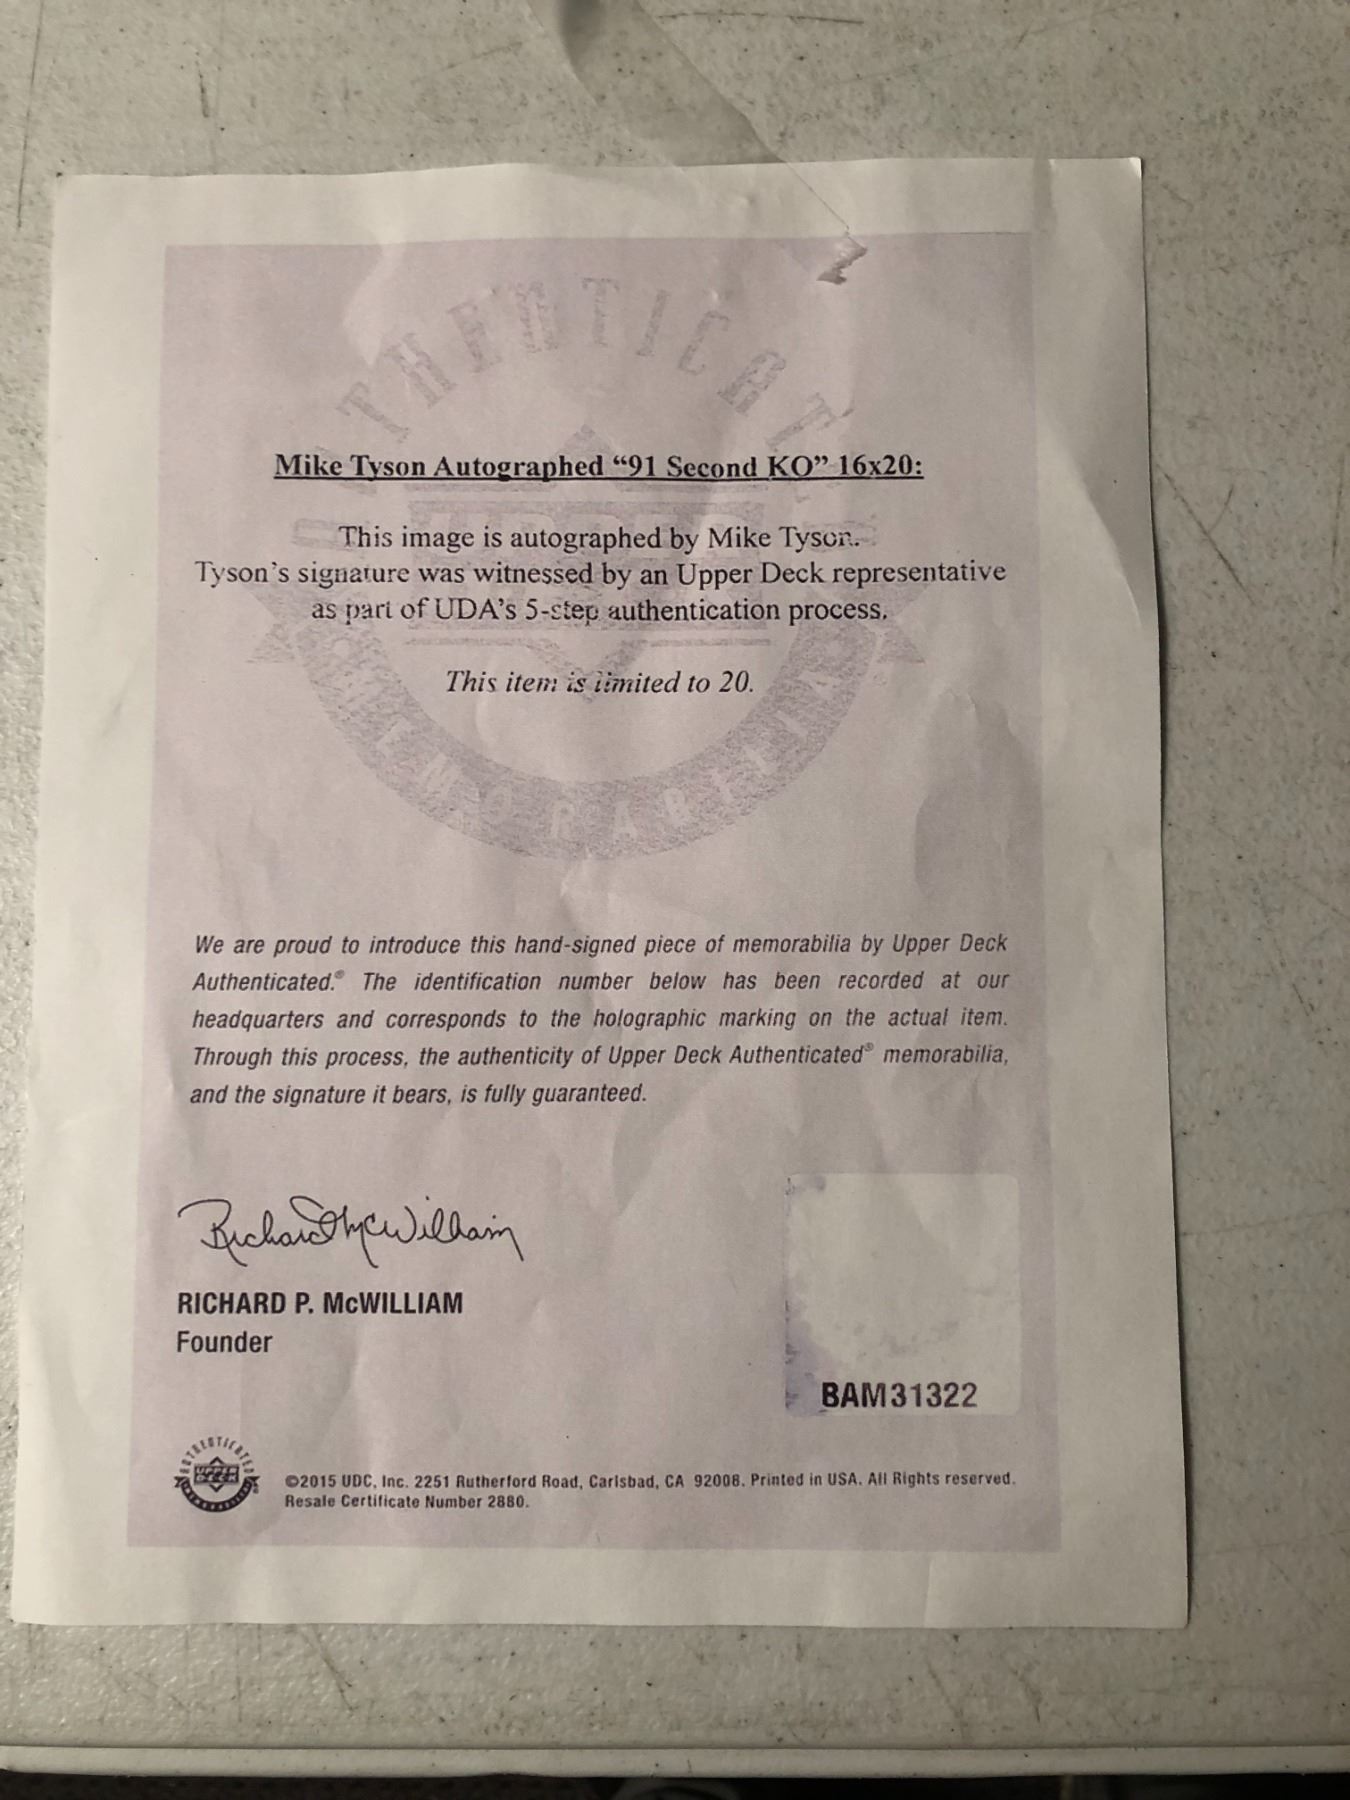 Mike Tyson Autographed “91 Second KO” 16x20:
This image is autographed by Mike Tyson.
Tyson’s signature was witnessed by an Upper Deck representative
as part of UDA’s 5-step authentication process.
This item is limited to 20.
We are proud to introduce this hand-signed piece of memorabilia by Upper Deck
Authenticated.® The identification number below has been recorded at our
headquarters and corresponds to the holographic marking on the actual item.
Through this process, the authenticity of Upper Deck Authenticated® memorabilia,
and the signature it bears, is fully guaranteed.
Richard McWilliam
RICHARD P. McWILLIAM
Founder
BAM31322
AUTHENTICATED
UPPER
DECK
©2015 UDC, Inc. 2251 Rutherford Road, Carlsbad, CA 92008. Printed in USA. All Rights reserved.
Resale Certificate Number 2880.